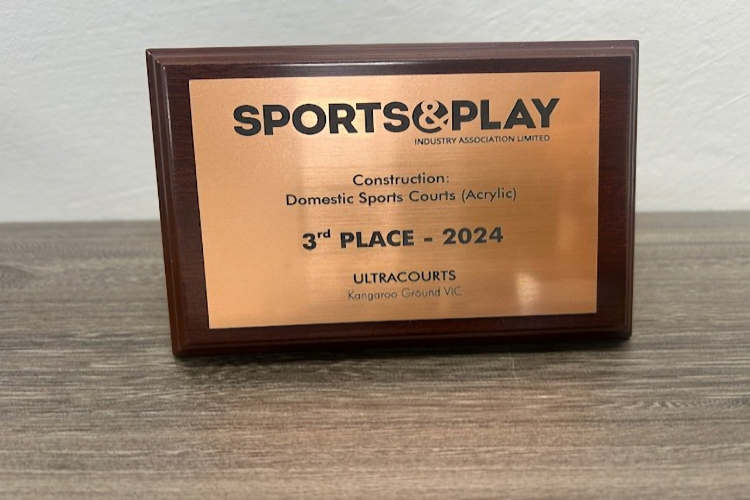 SPORTS&PLAY
INDUSTRY ASSOCIATION LIMITED
Construction:
Domestic Sports Courts (Acrylic)
3rd PLACE - 2024
ULTRACOURTS
Kangaroo Ground VIC